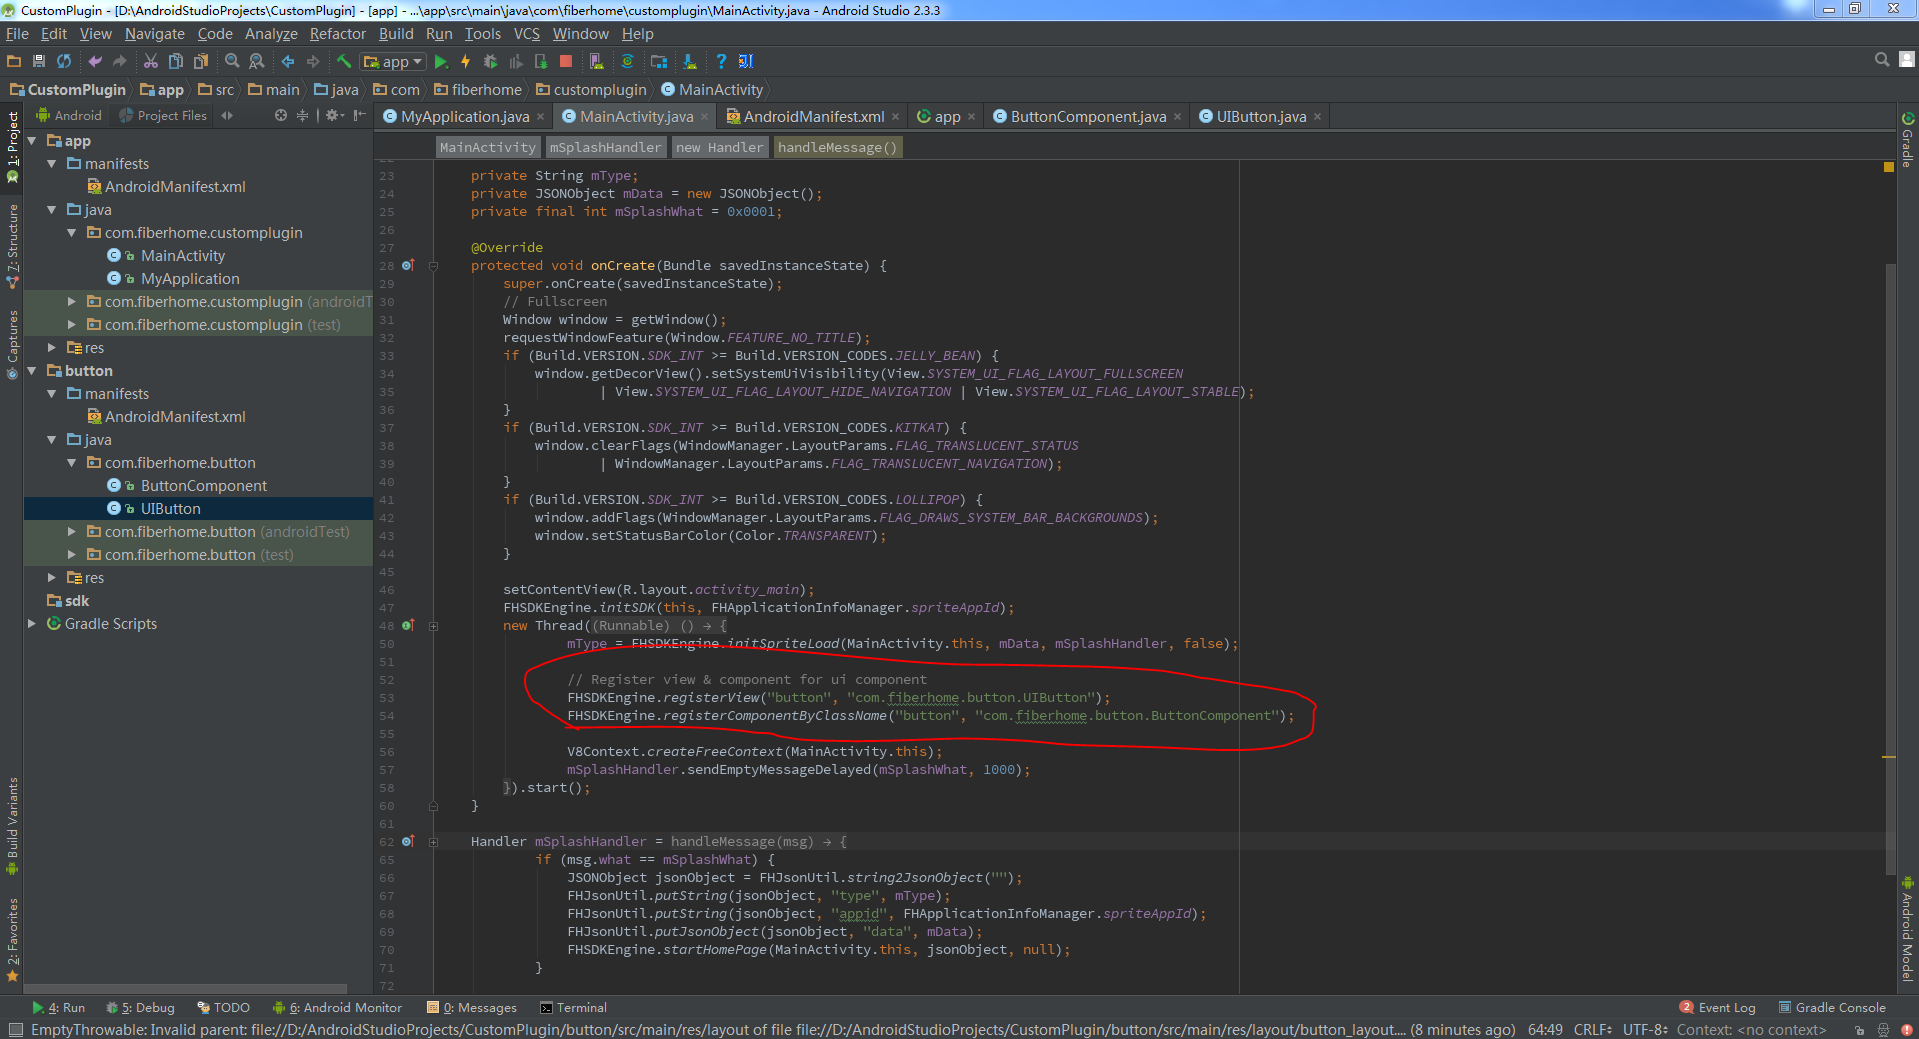 CustomPlugin - [D:\AndroidStudioProjects\CustomPlugin] - [app] - ...\app\src\main\java\com\fiberhome\customplugin\MainActivity.java - Android Studio 2.3.3
File Edit View Navigate Code Analyze Refactor Build Run Tools VCS Window Help
app
CustomPlugin app src main java com fiberhome customplugin MainActivity
Android Project Files
MyApplication.java MainActivity.java AndroidManifest.xml app ButtonComponent.java UIButton.java
MainActivity mSplashHandler new Handler handleMessage()
1: Project
7: Structure
Captures
Build Variants
2: Favorites
app
manifests
AndroidManifest.xml
java
com.fiberhome.customplugin
MainActivity
MyApplication
com.fiberhome.customplugin (androidT
com.fiberhome.customplugin (test)
res
button
manifests
AndroidManifest.xml
java
com.fiberhome.button
ButtonComponent
UIButton
com.fiberhome.button (androidTest)
com.fiberhome.button (test)
res
sdk
Gradle Scripts
23 private String mType;
24 private JSONObject mData = new JSONObject();
25 private final int mSplashWhat = 0x0001;
26
27 @Override
28 protected void onCreate(Bundle savedInstanceState) {
29 super.onCreate(savedInstanceState);
30 // Fullscreen
31 Window window = getWindow();
32 requestWindowFeature(Window.FEATURE_NO_TITLE);
33 if (Build.VERSION.SDK_INT >= Build.VERSION_CODES.JELLY_BEAN) {
34 window.getDecorView().setSystemUiVisibility(View.SYSTEM_UI_FLAG_LAYOUT_FULLSCREEN
35 | View.SYSTEM_UI_FLAG_LAYOUT_HIDE_NAVIGATION | View.SYSTEM_UI_FLAG_LAYOUT_STABLE);
36 }
37 if (Build.VERSION.SDK_INT >= Build.VERSION_CODES.KITKAT) {
38 window.clearFlags(WindowManager.LayoutParams.FLAG_TRANSLUCENT_STATUS
39 | WindowManager.LayoutParams.FLAG_TRANSLUCENT_NAVIGATION);
40 }
41 if (Build.VERSION.SDK_INT >= Build.VERSION_CODES.LOLLIPOP) {
42 window.addFlags(WindowManager.LayoutParams.FLAG_DRAWS_SYSTEM_BAR_BACKGROUNDS);
43 window.setStatusBarColor(Color.TRANSPARENT);
44 }
45
46 setContentView(R.layout.activity_main);
47 FHSDKEngine.initSDK(this, FHApplicationInfoManager.spriteAppId);
48 new Thread((Runnable) () → {
50 mType = FHSDKEngine.initSpriteLoad(MainActivity.this, mData, mSplashHandler, false);
51
52 // Register view & component for ui component
53 FHSDKEngine.registerView("button", "com.fiberhome.button.UIButton");
54 FHSDKEngine.registerComponentByClassName("button", "com.fiberhome.button.ButtonComponent");
55
56 V8Context.createFreeContext(MainActivity.this);
57 mSplashHandler.sendEmptyMessageDelayed(mSplashWhat, 1000);
58 }).start();
60 }
61
62 Handler mSplashHandler = handleMessage(msg) → {
65 if (msg.what == mSplashWhat) {
66 JSONObject jsonObject = FHJsonUtil.string2JsonObject("");
67 FHJsonUtil.putString(jsonObject, "type", mType);
68 FHJsonUtil.putString(jsonObject, "appid", FHApplicationInfoManager.spriteAppId);
69 FHJsonUtil.putJsonObject(jsonObject, "data", mData);
70 FHSDKEngine.startHomePage(MainActivity.this, jsonObject, null);
71 }
72
Gradle
Android Model
4: Run 5: Debug TODO 6: Android Monitor 0: Messages Terminal 2 Event Log Gradle Console
EmptyThrowable: Invalid parent: file://D:/AndroidStudioProjects/CustomPlugin/button/src/main/res/layout of file file://D:/AndroidStudioProjects/CustomPlugin/button/src/main/res/layout/button_layout.... (8 minutes ago) 64:49 CRLF UTF-8 Context: <no context>